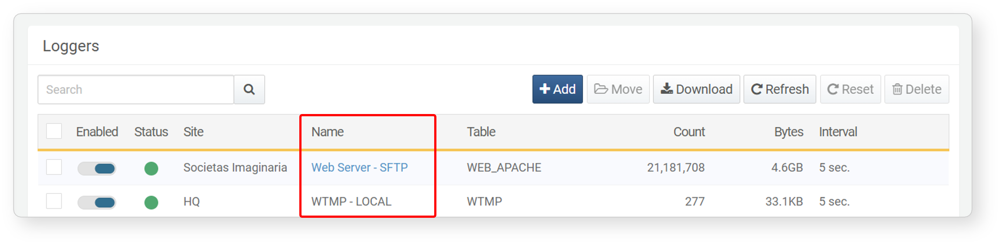 Loggers
Search Add Move Download Refresh Reset Delete
Enabled Status Site Name Table Count Bytes Interval
Societas Imaginaria Web Server - SFTP WEB_APACHE 21,181,708 4.6GB 5 sec.
HQ WTMP - LOCAL WTMP 277 33.1KB 5 sec.